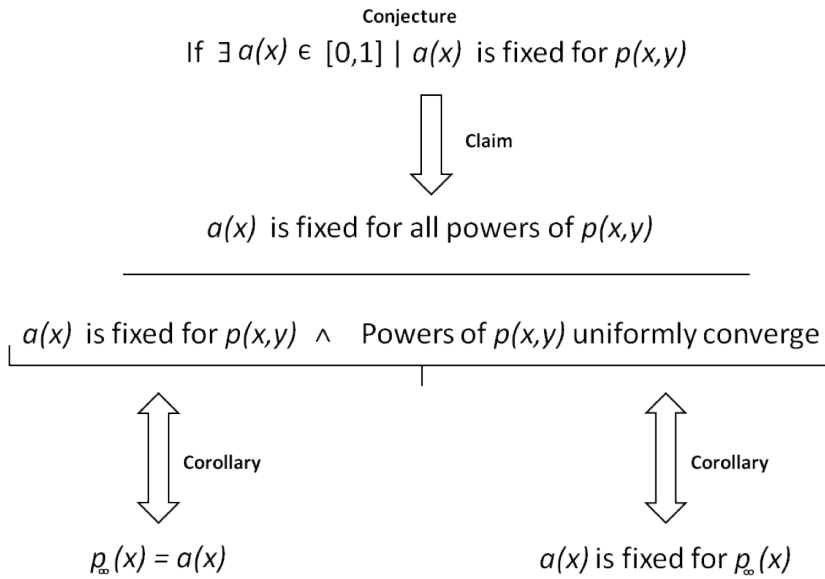 Conjecture
If ∃ a(x) ϵ [0,1] | a(x) is fixed for p(x,y)
Claim
a(x) is fixed for all powers of p(x,y)
a(x) is fixed for p(x,y) ∧ Powers of p(x,y) uniformly converge
Corollary Corollary
p∞(x) = a(x) a(x) is fixed for p∞(x)